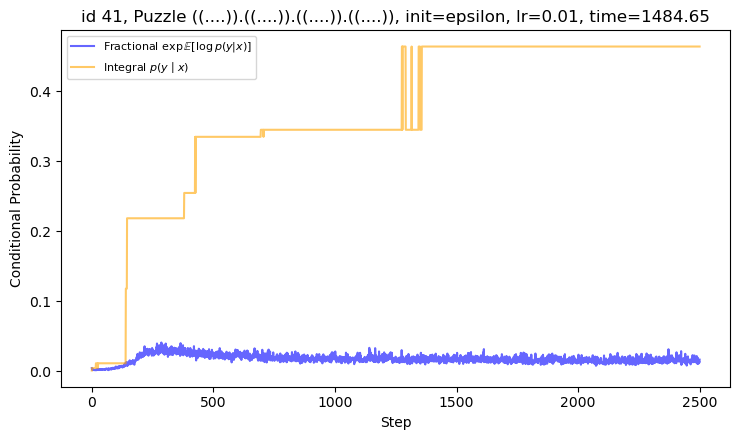 id 41, Puzzle ((....)).((....)).((....)).((....)), init=epsilon, lr=0.01, time=1484.65
Fractional exp𝔼[log p(y|x)]
Integral p(y | x)
Conditional Probability
0.4
0.3
0.2
0.1
0.0
0 500 1000 1500 2000 2500
Step